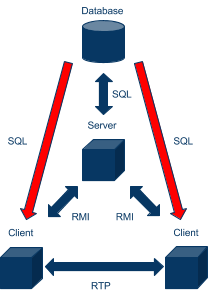 Database
SQL
Server
SQL
SQL
RMI
RMI
Client
Client
RTP